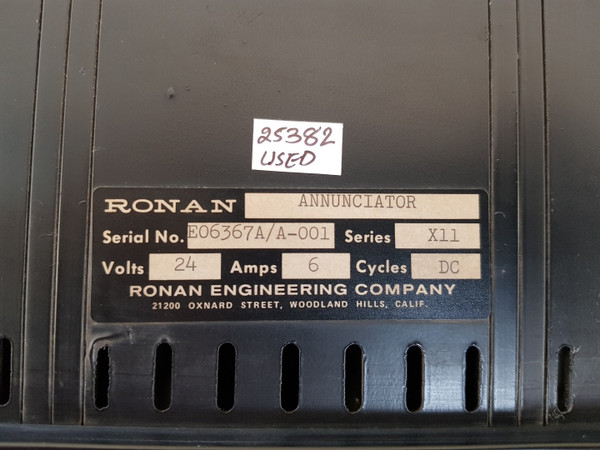 25382
USED
RONAN ANNUNCIATOR
Serial No. E06367A/A-001 Series X11
Volts 24 Amps 6 Cycles DC
RONAN ENGINEERING COMPANY
21200 OXNARD STREET, WOODLAND HILLS, CALIF.